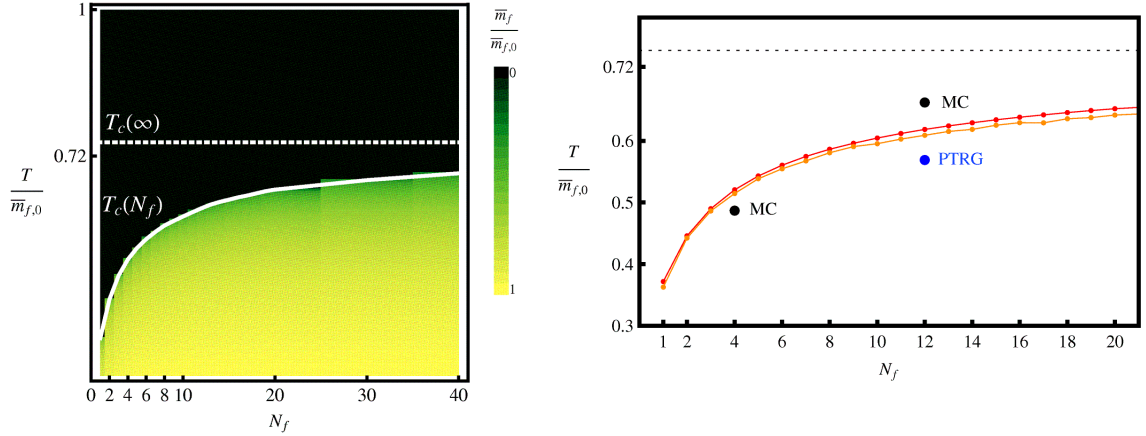 1
T_c(∞)
0.72
T
m̅_{f,0}
T_c(N_f)
0 2 4 6 8 10 20 30 40
N_f
m̅_f
m̅_{f,0}
0
1
0.72
MC
0.6
T
m̅_{f,0}
PTRG
0.5
MC
0.4
0.3
1 2 4 6 8 10 12 14 16 18 20
N_f